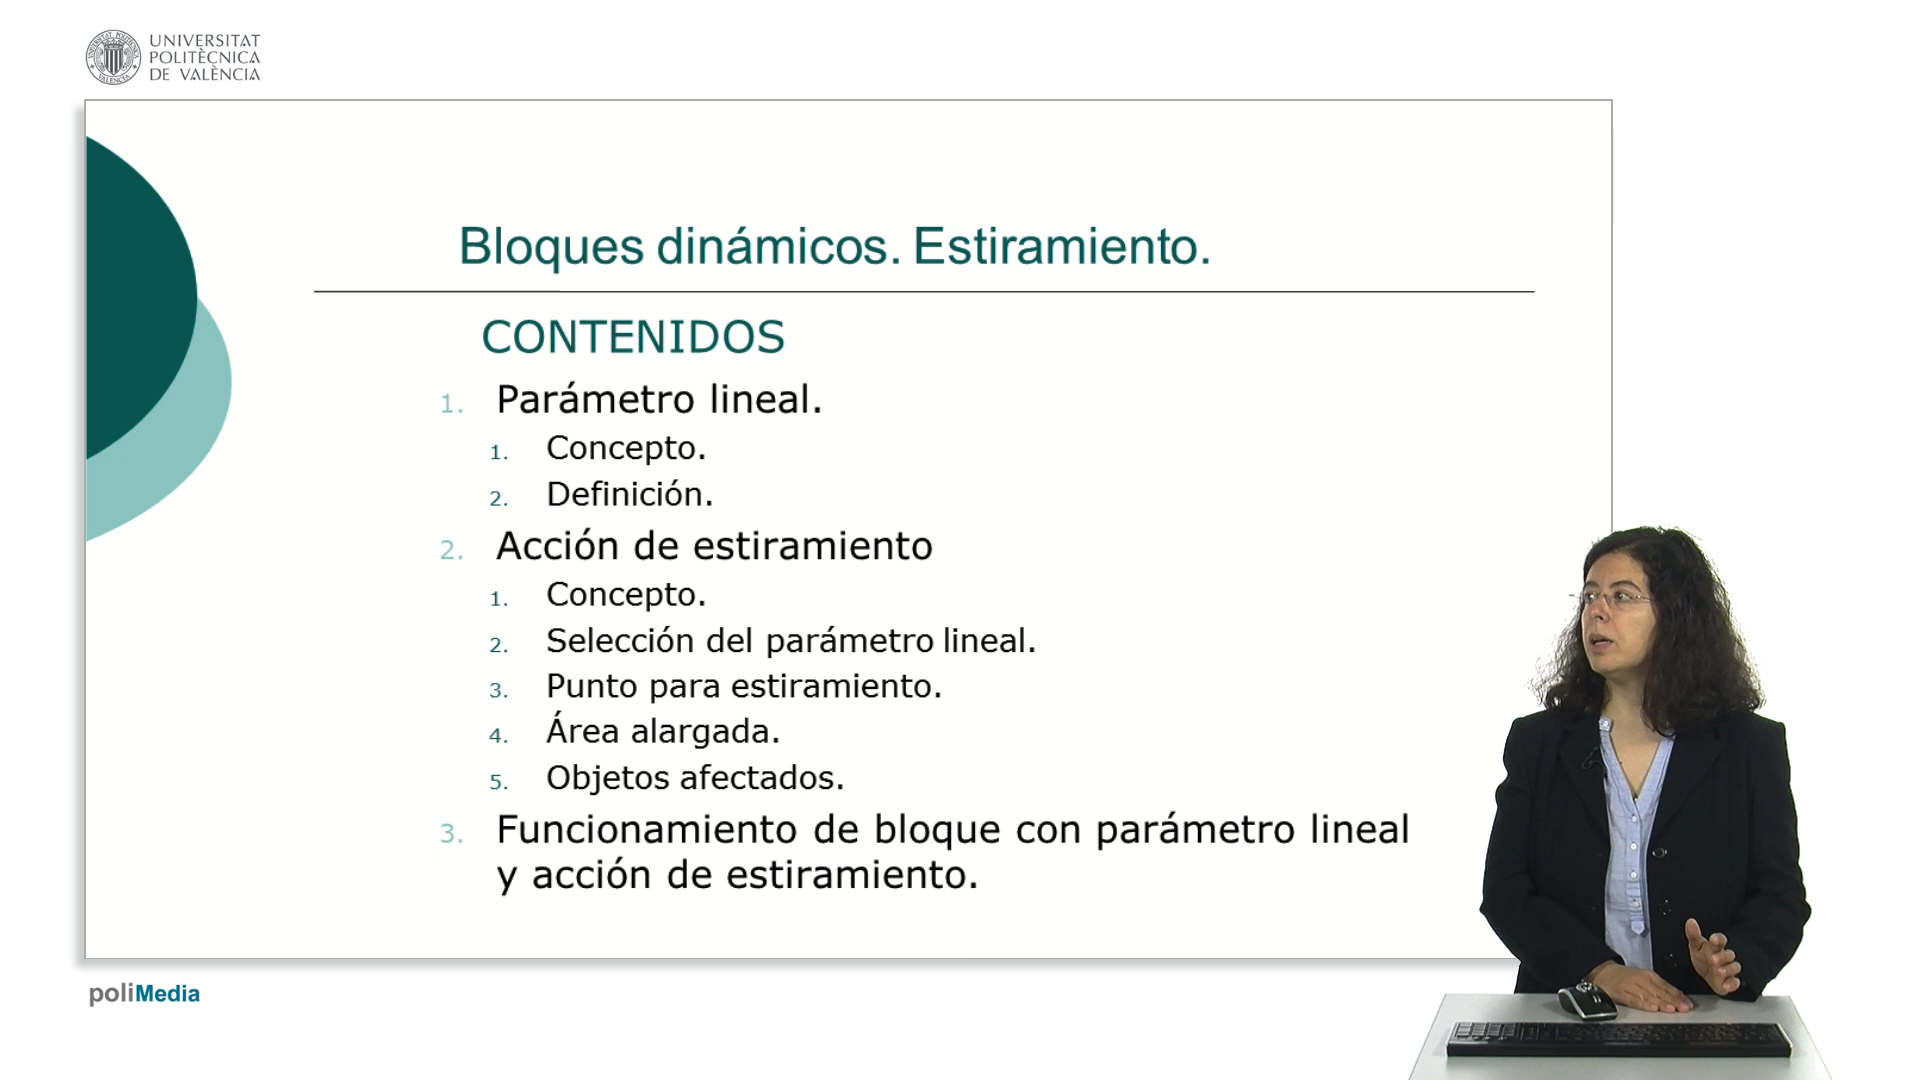 UNIVERSITAT
POLITÈCNICA
DE VALÈNCIA
Bloques dinámicos. Estiramiento.
CONTENIDOS
1. Parámetro lineal.
1. Concepto.
2. Definición.
2. Acción de estiramiento
1. Concepto.
2. Selección del parámetro lineal.
3. Punto para estiramiento.
4. Área alargada.
5. Objetos afectados.
3. Funcionamiento de bloque con parámetro lineal
y acción de estiramiento.
poliMedia